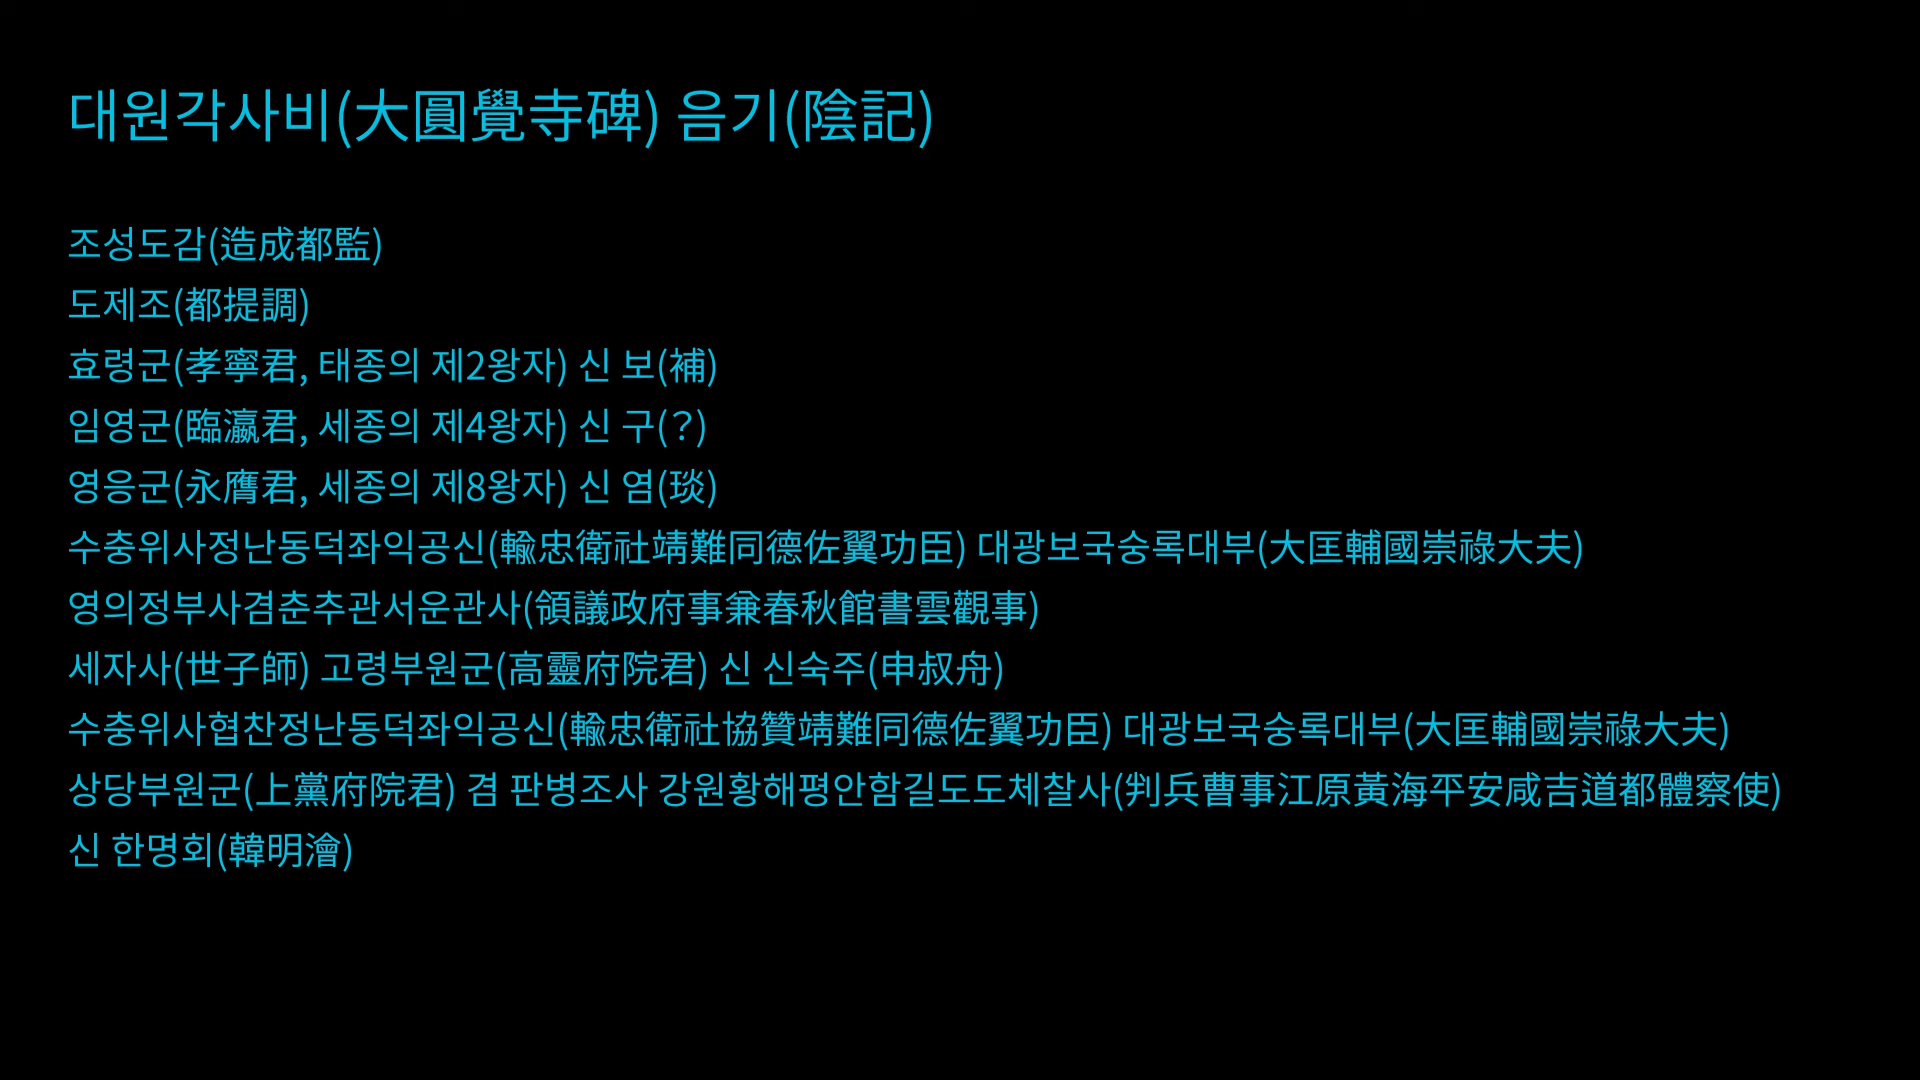 대원각사비(大圓覺寺碑) 음기(陰記)
조성도감(造成都監)
도제조(都提調)
효령군(孝寧君, 태종의 제2왕자) 신 보(補)
임영군(臨瀛君, 세종의 제4왕자) 신 구(？)
영응군(永膺君, 세종의 제8왕자) 신 염(琰)
수충위사정난동덕좌익공신(輸忠衛社靖難同德佐翼功臣) 대광보국숭록대부(大匡輔國崇祿大夫)
영의정부사겸춘추관서운관사(領議政府事兼春秋館書雲觀事)
세자사(世子師) 고령부원군(高靈府院君) 신 신숙주(申叔舟)
수충위사협찬정난동덕좌익공신(輸忠衛社協贊靖難同德佐翼功臣) 대광보국숭록대부(大匡輔國崇祿大夫)
상당부원군(上黨府院君) 겸 판병조사 강원황해평안함길도도체찰사(判兵曹事江原黃海平安咸吉道都體察使)
신 한명회(韓明澮)